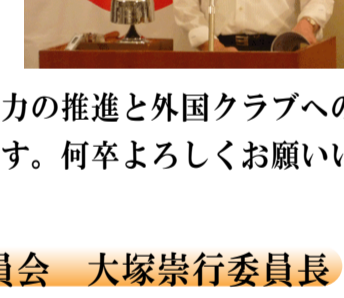 力の推進と外国クラブへの
す。何卒よろしくお願いい
員会　大塚崇行委員長